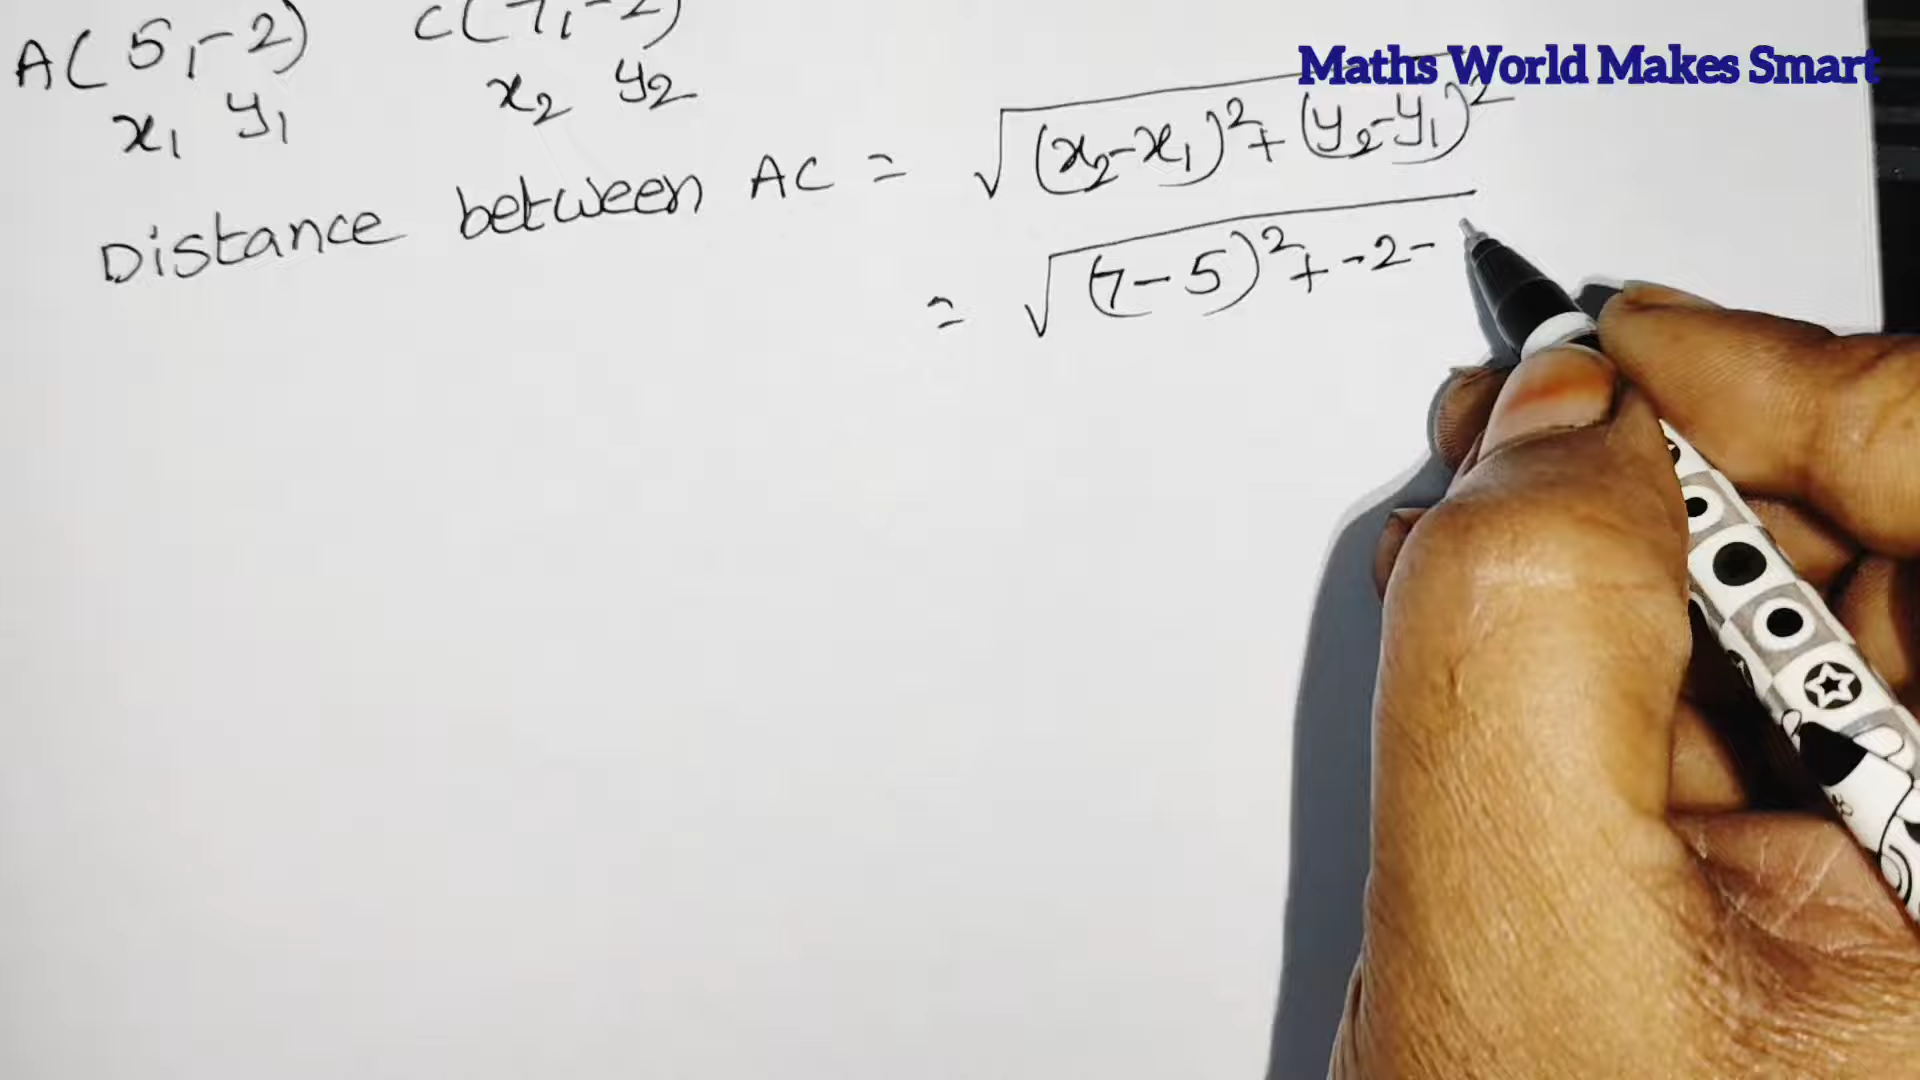 A(5,-2) C(7,-2)
Maths World Makes Smart
x₁ y₁ x₂ y₂
Distance between AC = √(x₂-x₁)²+(y₂-y₁)²
= √(7-5)²+-2-